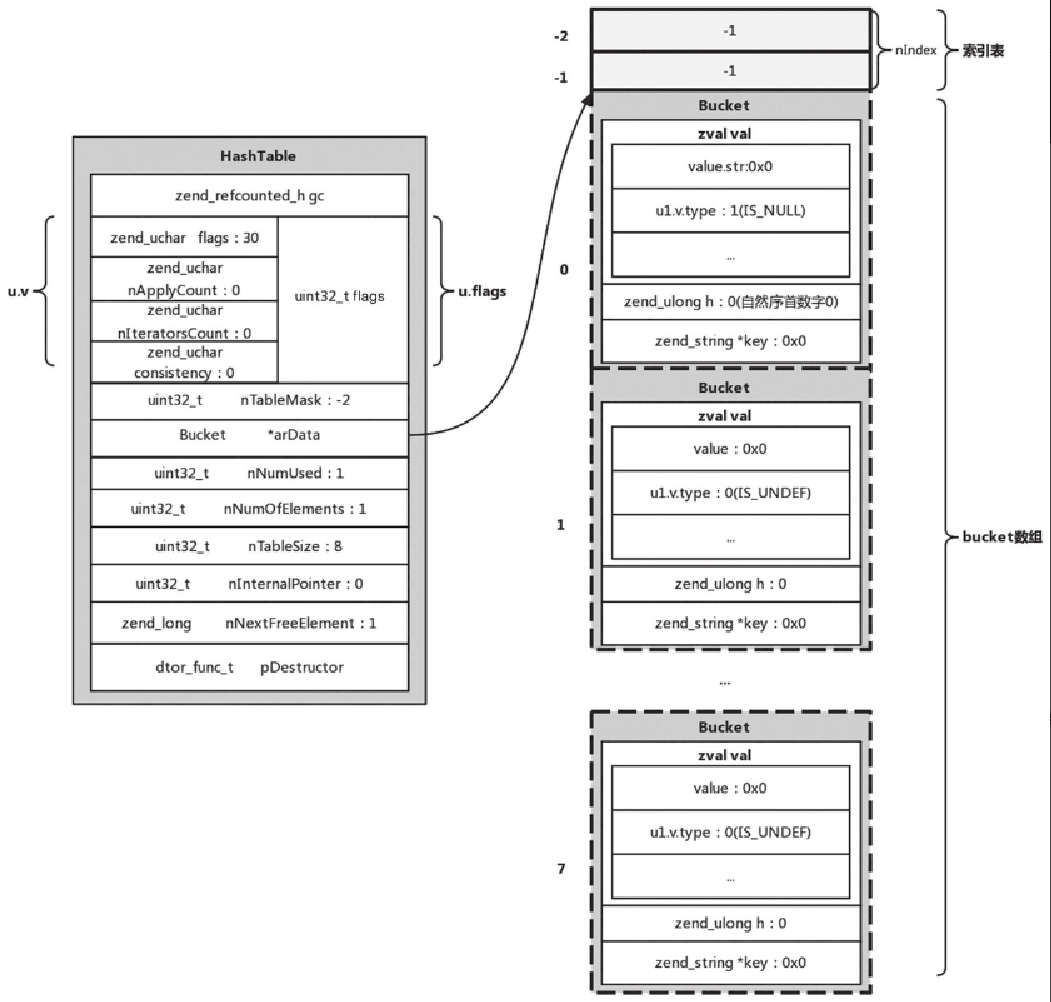 HashTable
zend_refcounted_h gc
u.v
zend_uchar flags：30
zend_uchar
nApplyCount：0
zend_uchar
nIteratorsCount：0
zend_uchar
consistency：0
uint32_t flags
u.flags
uint32_t nTableMask：-2
Bucket *arData
uint32_t nNumUsed：1
uint32_t nNumOfElements：1
uint32_t nTableSize：8
uint32_t nInternalPointer：0
zend_long nNextFreeElement：1
dtor_func_t pDestructor
-2
-1
-1
-1
nIndex
索引表
0
Bucket
zval val
value.str:0x0
u1.v.type：1(IS_NULL)
...
zend_ulong h：0(自然序首数字0)
zend_string *key：0x0
1
Bucket
zval val
value：0x0
u1.v.type：0(IS_UNDEF)
...
zend_ulong h：0
zend_string *key：0x0
...
7
Bucket
zval val
value：0x0
u1.v.type：0(IS_UNDEF)
...
zend_ulong h：0
zend_string *key：0x0
bucket数组